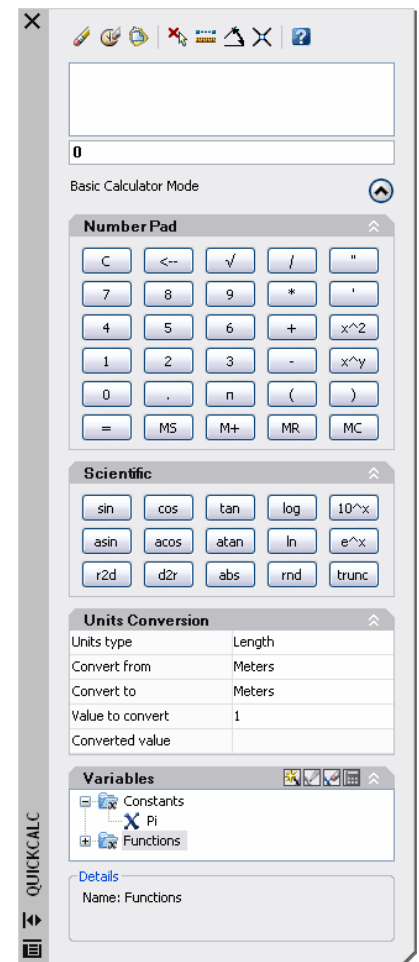 0
Basic Calculator Mode
Number Pad
C <-- √ / "
7 8 9 * '
4 5 6 + x^2
1 2 3 - x^y
0 . п ( )
= MS M+ MR MC
Scientific
sin cos tan log 10^x
asin acos atan ln e^x
r2d d2r abs rnd trunc
Units Conversion
Units type Length
Convert from Meters
Convert to Meters
Value to convert 1
Converted value
Variables
Constants
Pi
Functions
Details
Name: Functions
QUICKCALC